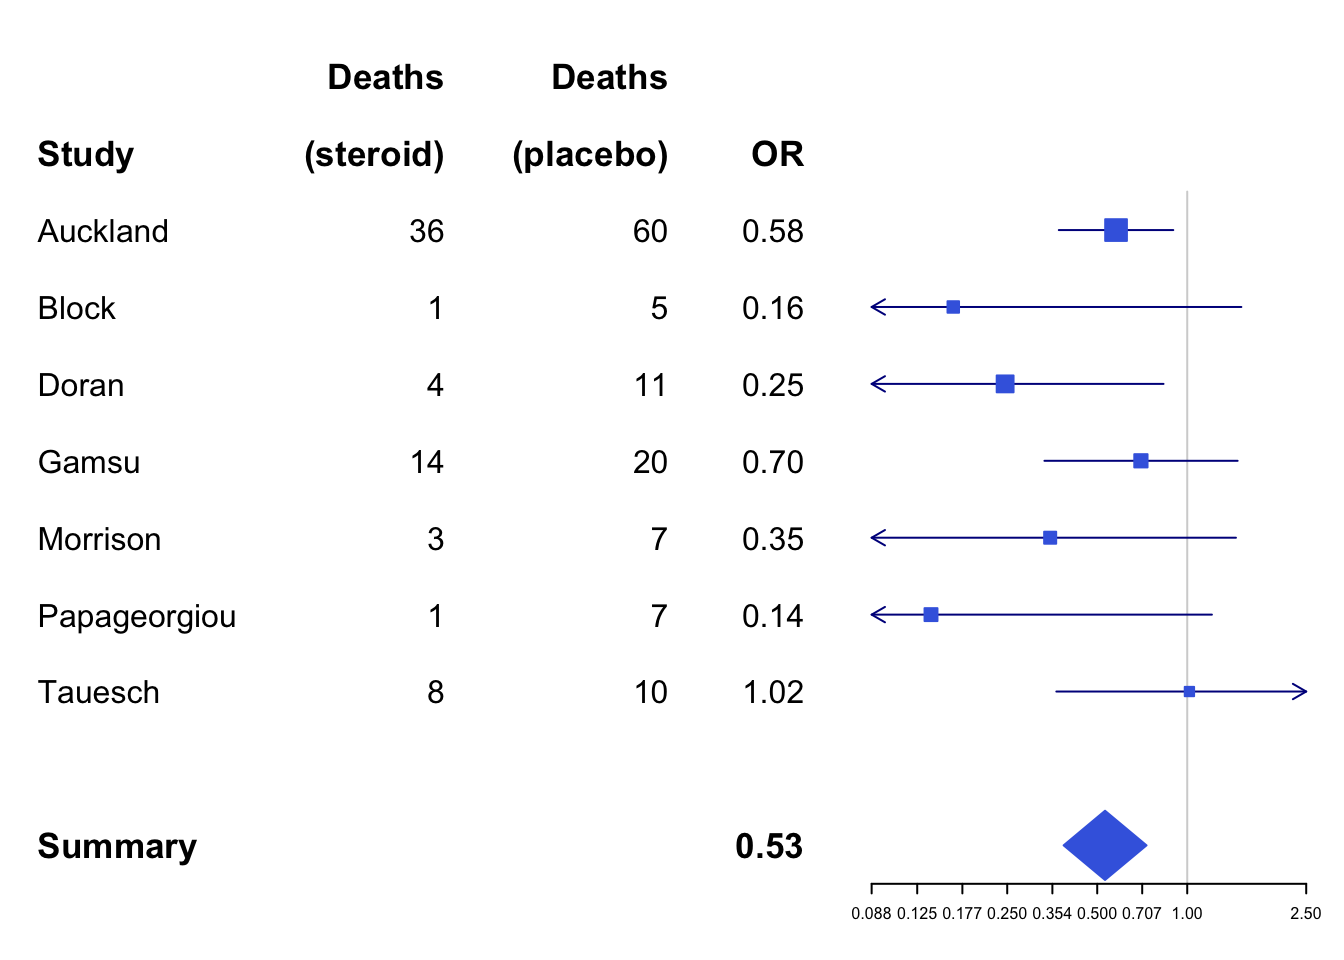 Deaths Deaths
Study (steroid) (placebo) OR
Auckland 36 60 0.58
Block 1 5 0.16
Doran 4 11 0.25
Gamsu 14 20 0.70
Morrison 3 7 0.35
Papageorgiou 1 7 0.14
Tauesch 8 10 1.02
Summary 0.53
0.088 0.125 0.177 0.250 0.354 0.500 0.707 1.00 2.50